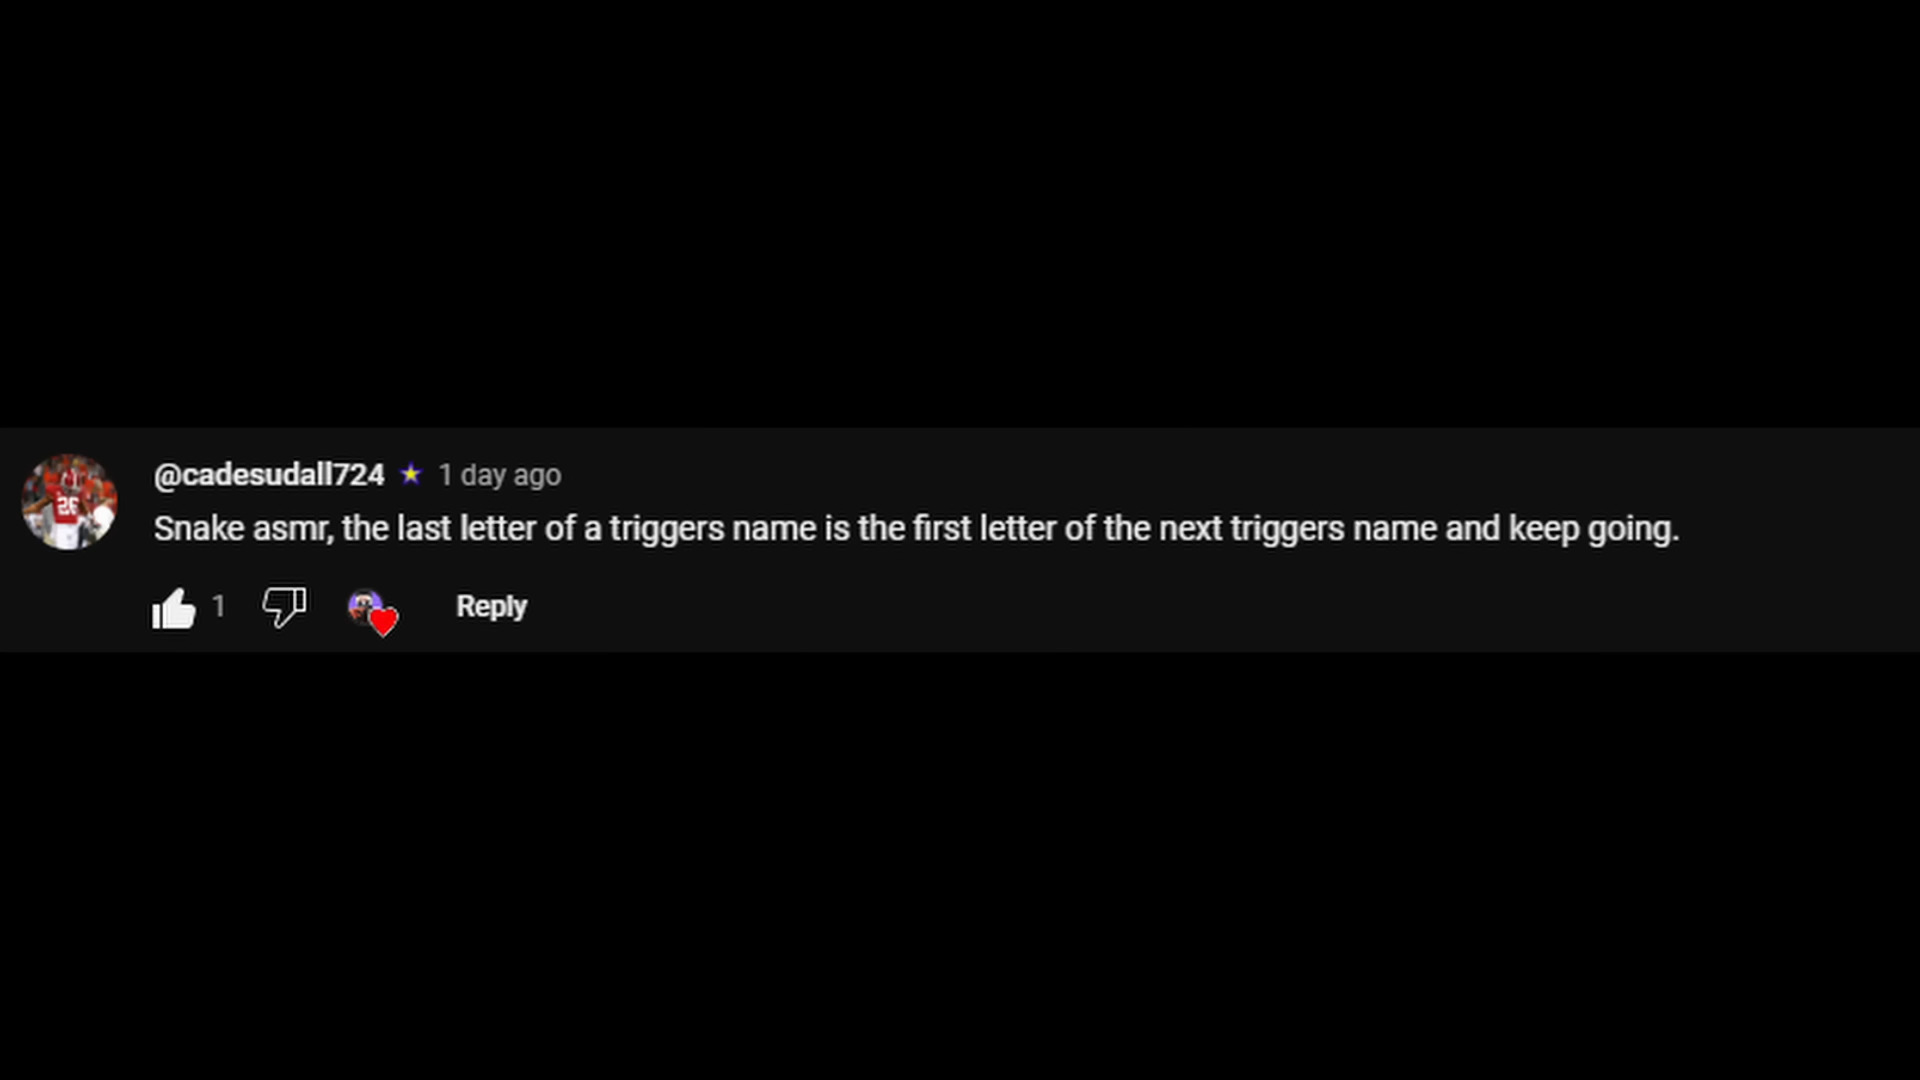 @cadesudall724 1 day ago
Snake asmr, the last letter of a triggers name is the first letter of the next triggers name and keep going.
1 Reply
26